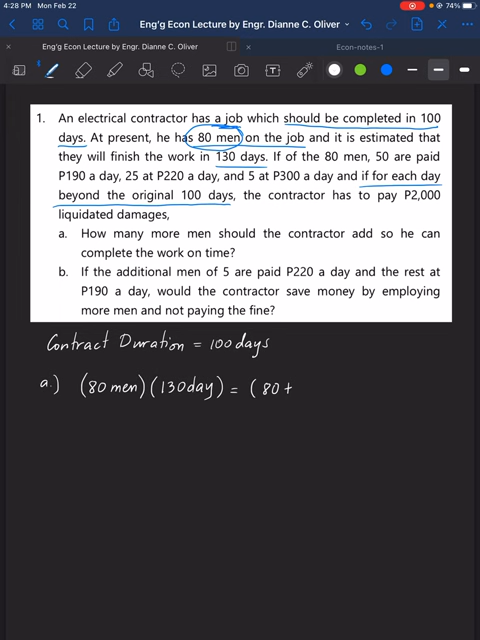 4:28 PM Mon Feb 22
74%
Eng'g Econ Lecture by Engr. Dianne C. Oliver
Eng'g Econ Lecture by Engr. Dianne C. Oliver
Econ-notes-1
1. An electrical contractor has a job which should be completed in 100
days. At present, he has 80 men on the job and it is estimated that
they will finish the work in 130 days. If of the 80 men, 50 are paid
P190 a day, 25 at P220 a day, and 5 at P300 a day and if for each day
beyond the original 100 days, the contractor has to pay P2,000
liquidated damages,
a. How many more men should the contractor add so he can
complete the work on time?
b. If the additional men of 5 are paid P220 a day and the rest at
P190 a day, would the contractor save money by employing
more men and not paying the fine?
Contract Duration = 100 days
a.) (80 men) (130 day) = (80 +